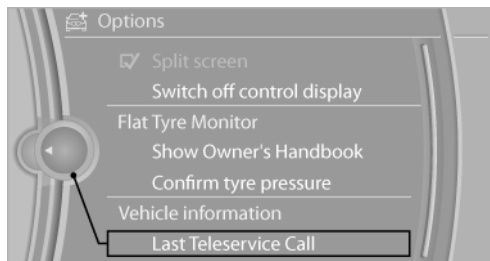 Options
Split screen
Switch off control display
Flat Tyre Monitor
Show Owner's Handbook
Confirm tyre pressure
Vehicle information
Last Teleservice Call